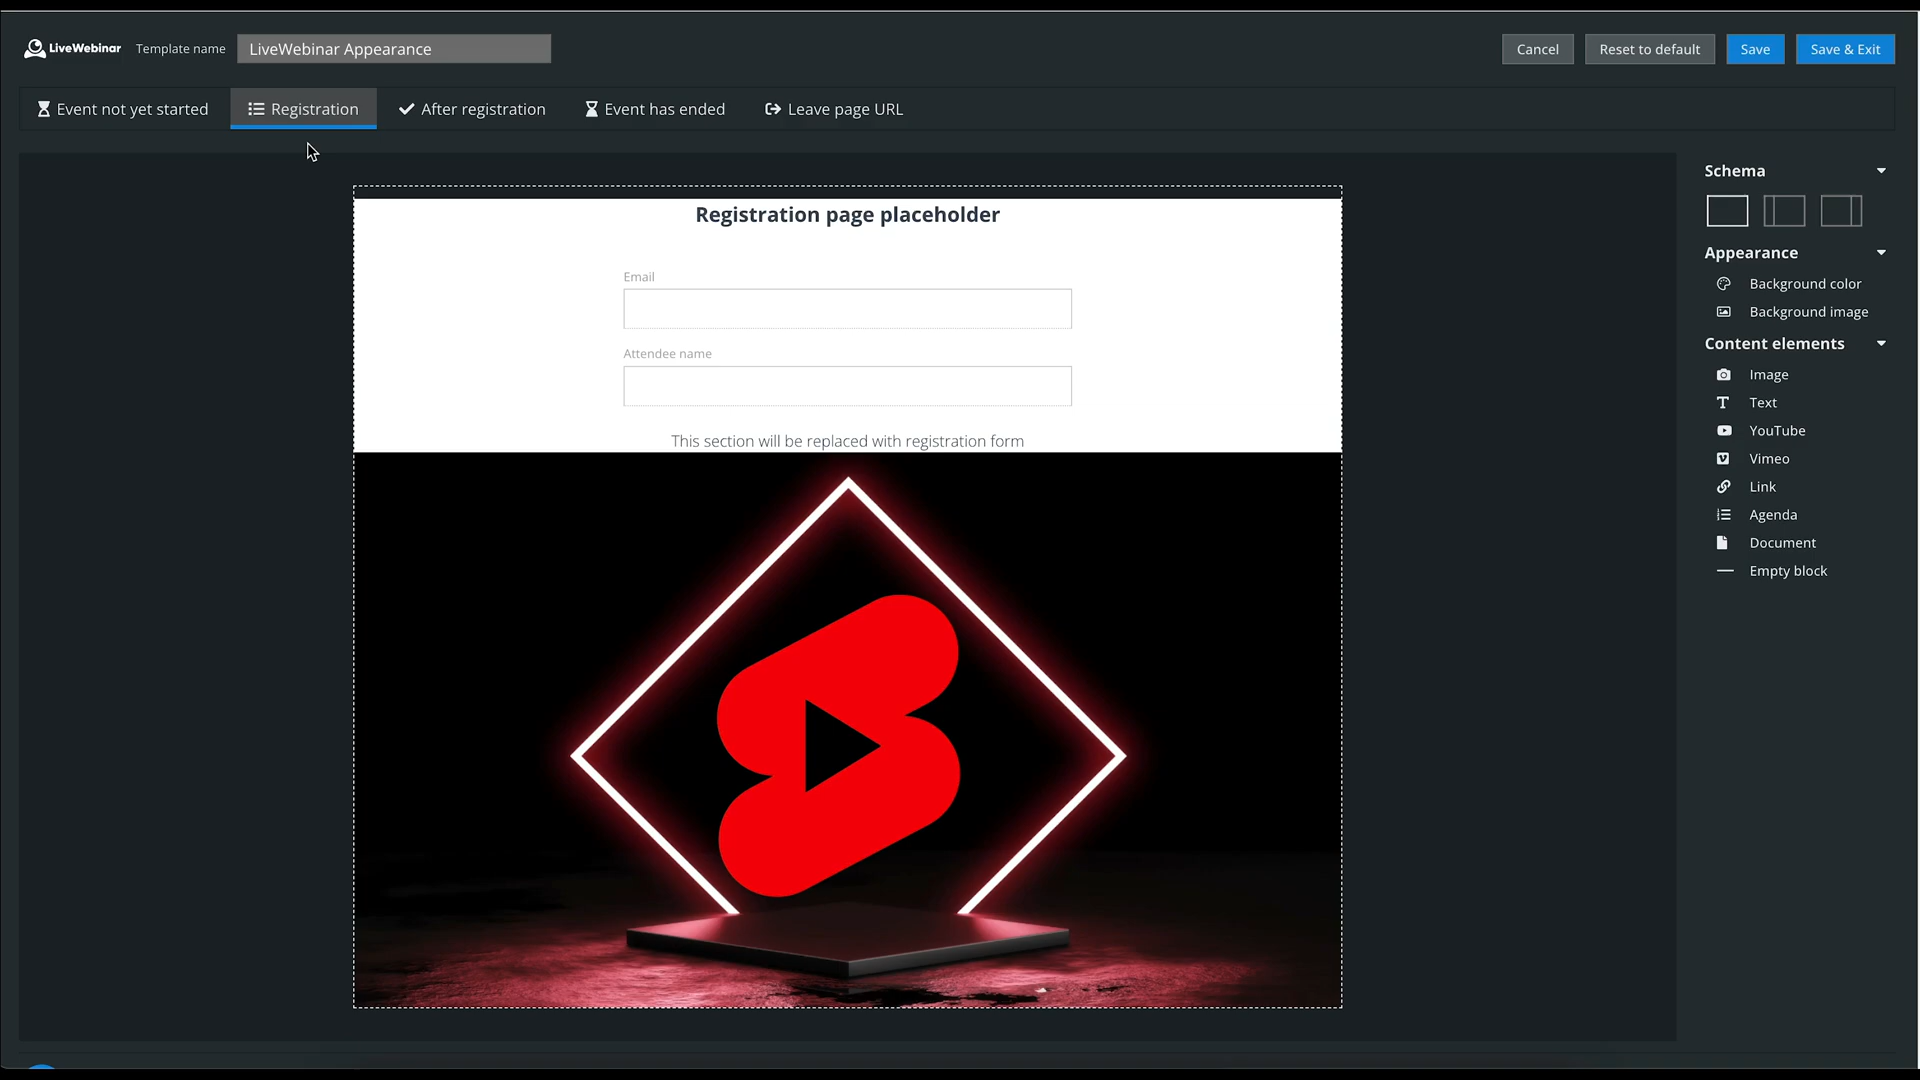 LiveWebinar
Template name
LiveWebinar Appearance
Cancel
Reset to default
Save
Save & Exit
Event not yet started
Registration
After registration
Event has ended
Leave page URL
Registration page placeholder
Email
Attendee name
This section will be replaced with registration form
Schema
Appearance
Background color
Background image
Content elements
Image
Text
YouTube
Vimeo
Link
Agenda
Document
Empty block